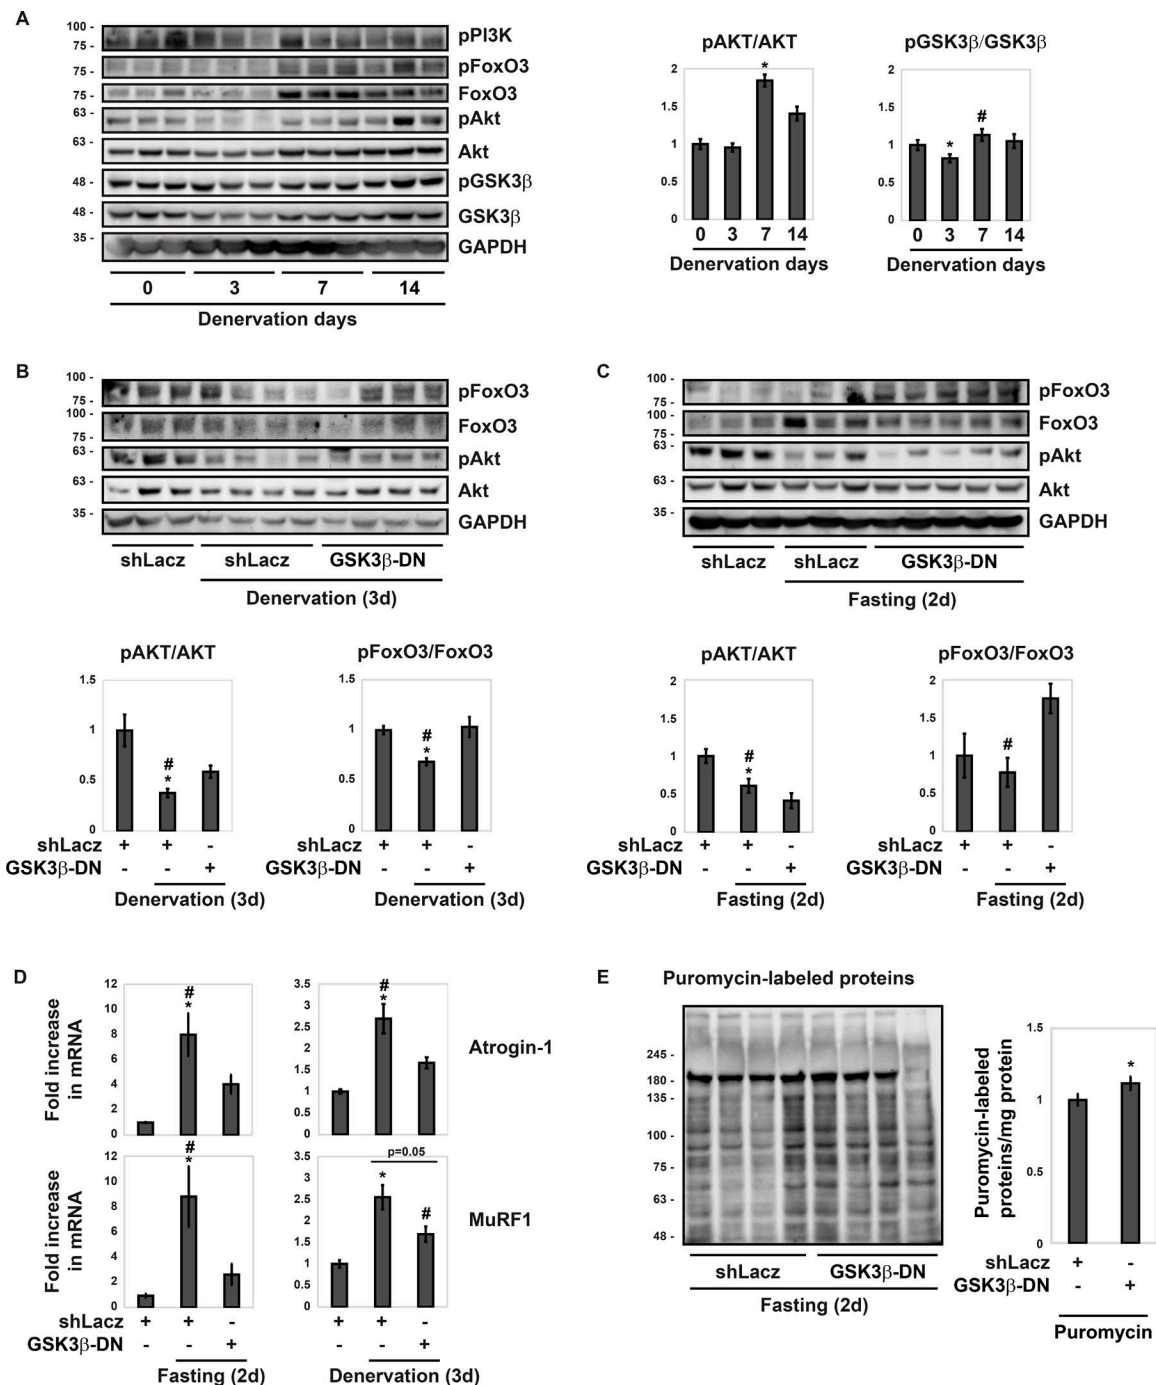 A
100 -
75 -
pPI3K
75 -
pFoxO3
75 -
FoxO3
63 -
pAkt
63 -
Akt
48 -
pGSK3β
48 -
GSK3β
35 -
GAPDH
0 3 7 14
Denervation days
pAKT/AKT
2
1.5
1
0.5
0
*
0 3 7 14
Denervation days
pGSK3β/GSK3β
2
1.5
1
0.5
0
*
#
0 3 7 14
Denervation days
B
100 -
75 -
pFoxO3
100 -
75 -
FoxO3
63 -
pAkt
63 -
Akt
35 -
GAPDH
shLacz shLacz GSK3β-DN
Denervation (3d)
C
100 -
75 -
pFoxO3
100 -
75 -
FoxO3
63 -
pAkt
63 -
Akt
35 -
GAPDH
shLacz shLacz GSK3β-DN
Fasting (2d)
pAKT/AKT
1.5
1
0.5
0
#
*
shLacz + + -
GSK3β-DN - - +
Denervation (3d)
pFoxO3/FoxO3
1.5
1
0.5
0
#
*
shLacz + + -
GSK3β-DN - - +
Denervation (3d)
pAKT/AKT
2
1.5
1
0.5
0
#
*
shLacz + + -
GSK3β-DN - - +
Fasting (2d)
pFoxO3/FoxO3
2
1.5
1
0.5
0
#
shLacz + + -
GSK3β-DN - - +
Fasting (2d)
D
Fold increase
in mRNA
12
10
8
6
4
2
0
#
*
3.5
3
2.5
2
1.5
1
0.5
0
#
*
Atrogin-1
Fold increase
in mRNA
12
10
8
6
4
2
0
#
*
3.5
3
2.5
2
1.5
1
0.5
0
p=0.05
*
#
MuRF1
shLacz + + - + + -
GSK3β-DN - - + - - +
Fasting (2d) Denervation (3d)
E
Puromycin-labeled proteins
245 -
180 -
135 -
100 -
75 -
63 -
48 -
shLacz GSK3β-DN
Fasting (2d)
Puromycin-labeled
proteins/mg protein
1.5
1
0.5
0
*
shLacz + -
GSK3β-DN - +
Puromycin